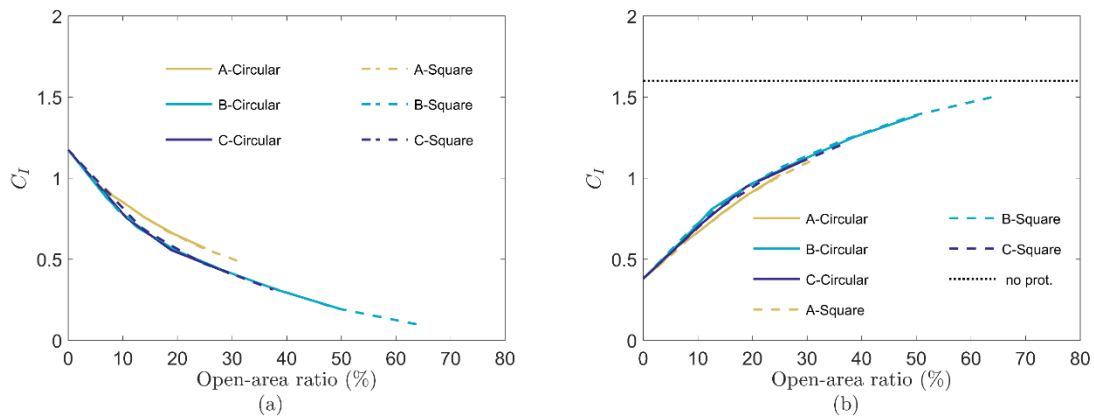 2
1.5
1
0.5
0
C_I
A-Circular
A-Square
B-Circular
B-Square
C-Circular
C-Square
0 10 20 30 40 50 60 70 80
Open-area ratio (%)
(a)
2
1.5
1
0.5
0
C_I
A-Circular
B-Square
B-Circular
C-Square
C-Circular
no prot.
A-Square
0 10 20 30 40 50 60 70 80
Open-area ratio (%)
(b)